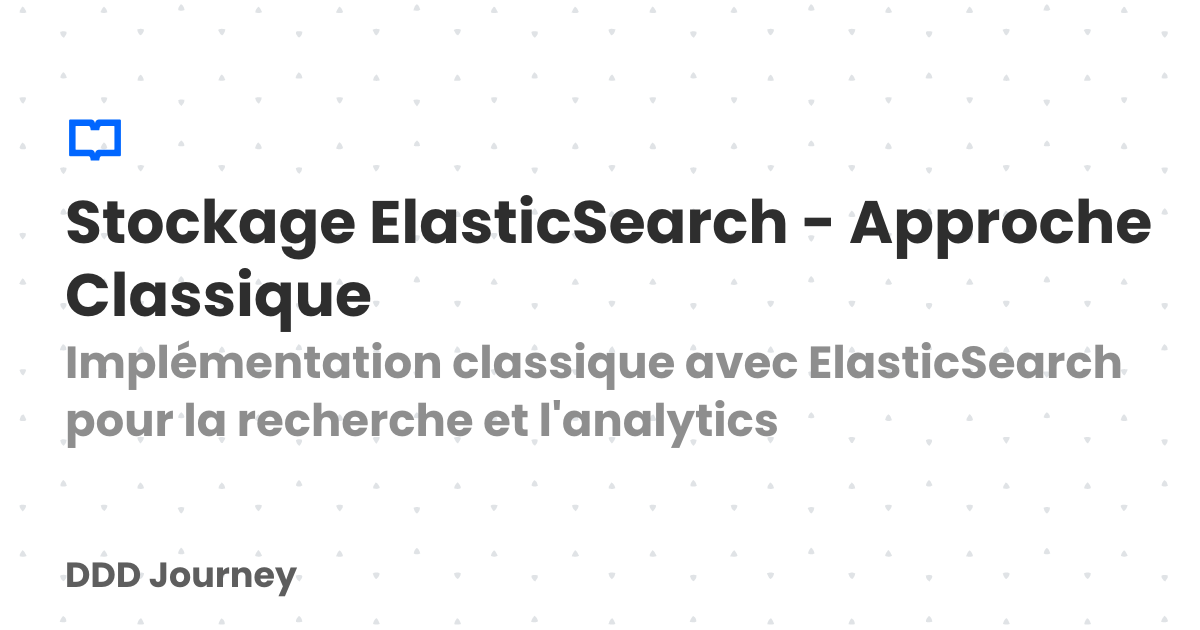 Stockage ElasticSearch - Approche
Classique
Implémentation classique avec ElasticSearch
pour la recherche et l'analytics
DDD Journey